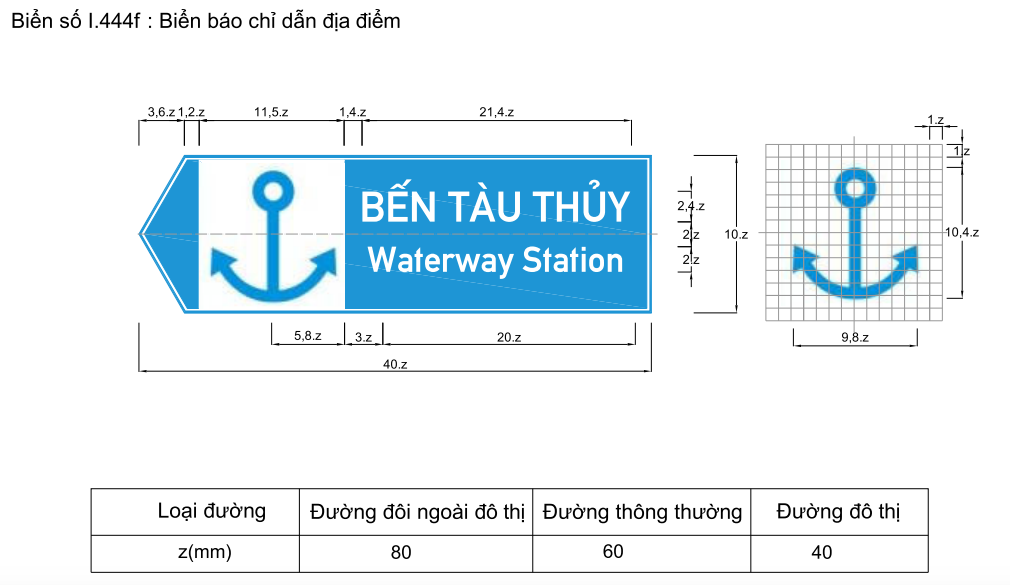 Biển số I.444f : Biển báo chỉ dẫn địa điểm
3,6.z 1,2.z 11,5.z 1,4.z 21,4.z
1.z
1.z
BẾN TÀU THỦY
Waterway Station
2,4.z
2.z
2.z
10.z
10,4.z
5,8.z 3.z 20.z
9,8.z
40.z
Loại đường Đường đôi ngoài đô thị Đường thông thường Đường đô thị
z(mm) 80 60 40